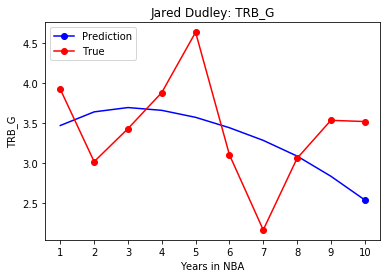 Jared Dudley: TRB_G
Prediction
True
4.5
4.0
3.5
3.0
2.5
TRB_G
1 2 3 4 5 6 7 8 9 10
Years in NBA